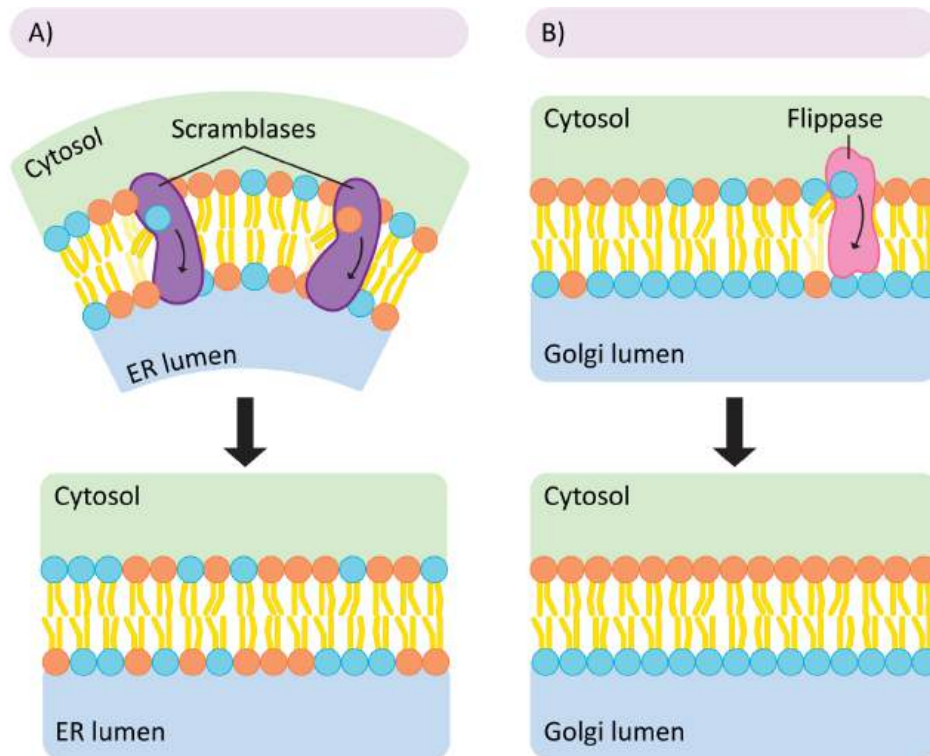 A)
Cytosol
Scramblases
ER lumen
Cytosol
ER lumen
B)
Cytosol
Flippase
Golgi lumen
Cytosol
Golgi lumen